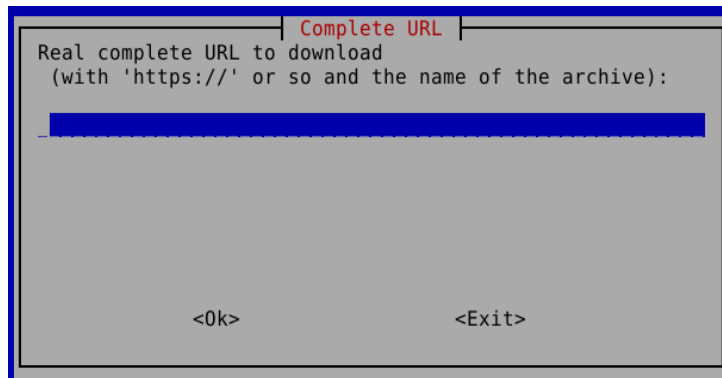 Complete URL
Real complete URL to download
(with 'https://' or so and the name of the archive):
<Ok> <Exit>